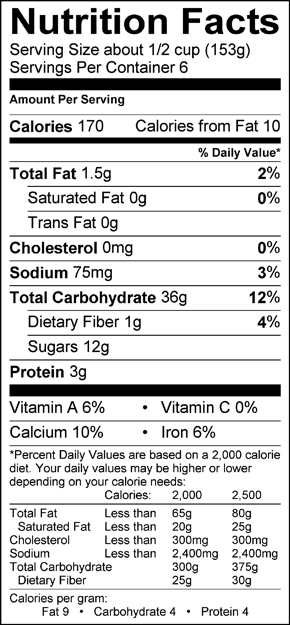 Nutrition Facts
Serving Size about 1/2 cup (153g)
Servings Per Container 6
Amount Per Serving
Calories 170 Calories from Fat 10
% Daily Value*
Total Fat 1.5g 2%
Saturated Fat 0g 0%
Trans Fat 0g
Cholesterol 0mg 0%
Sodium 75mg 3%
Total Carbohydrate 36g 12%
Dietary Fiber 1g 4%
Sugars 12g
Protein 3g
Vitamin A 6% • Vitamin C 0%
Calcium 10% • Iron 6%
*Percent Daily Values are based on a 2,000 calorie
diet. Your daily values may be higher or lower
depending on your calorie needs:
Calories: 2,000 2,500
Total Fat Less than 65g 80g
Saturated Fat Less than 20g 25g
Cholesterol Less than 300mg 300mg
Sodium Less than 2,400mg 2,400mg
Total Carbohydrate 300g 375g
Dietary Fiber 25g 30g
Calories per gram:
Fat 9 • Carbohydrate 4 • Protein 4